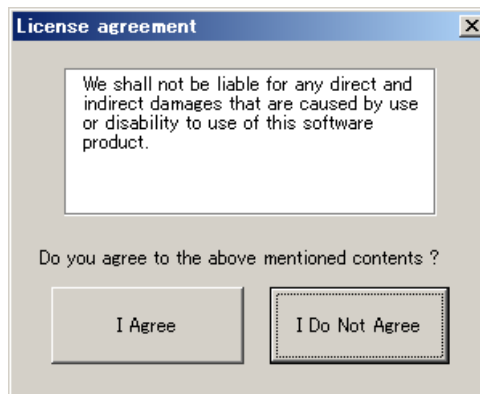 License agreement
We shall not be liable for any direct and
indirect damages that are caused by use
or disability to use of this software
product.
Do you agree to the above mentioned contents ?
I Agree
I Do Not Agree